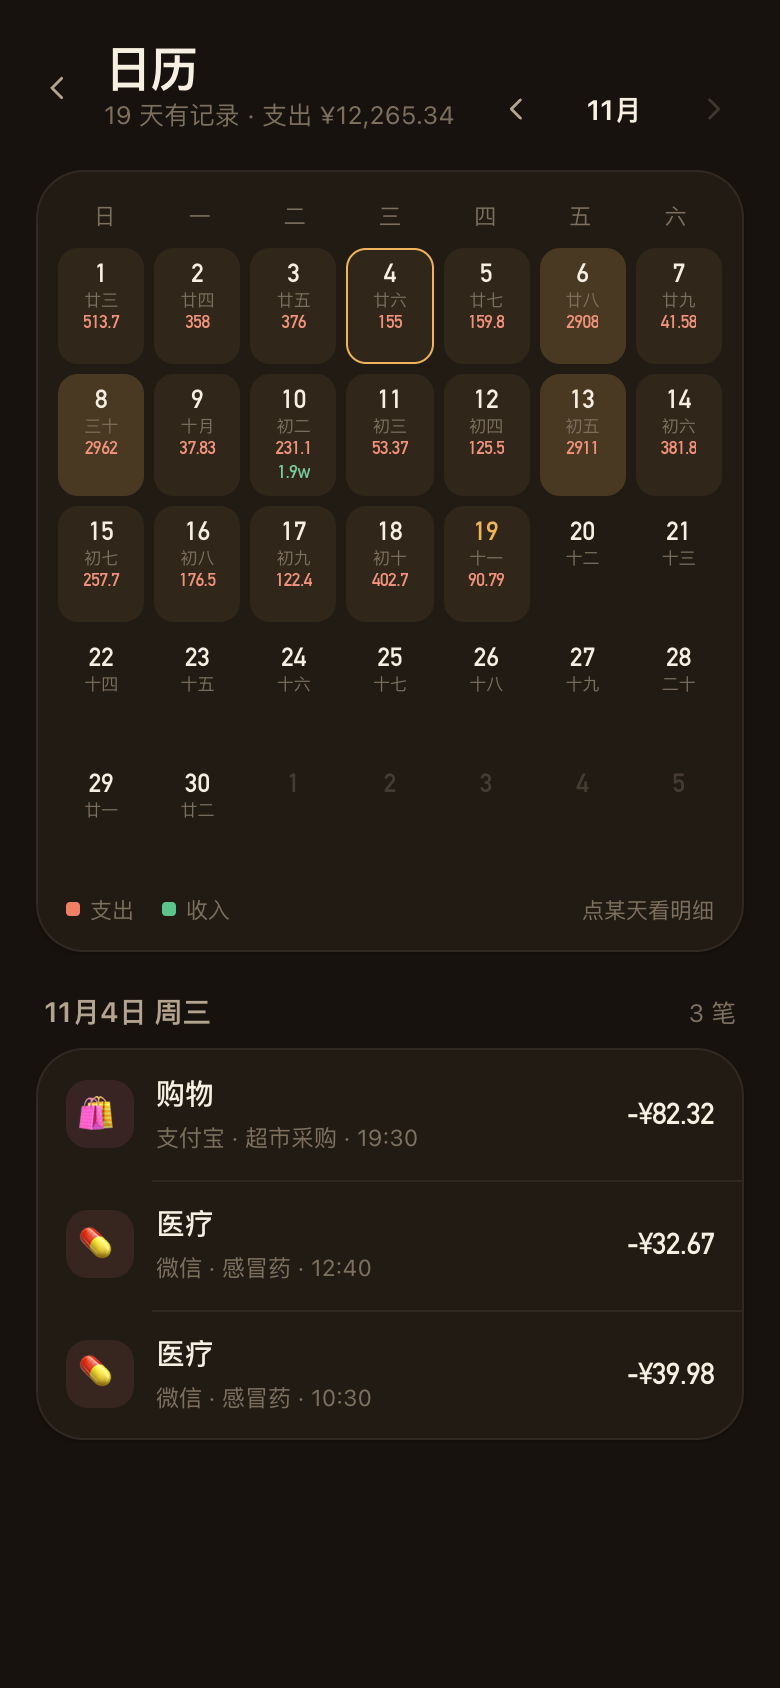 日历
19 天有记录 · 支出 ¥12,265.34
11月
日 一 二 三 四 五 六
1 2 3 4 5 6 7
廿三 廿四 廿五 廿六 廿七 廿八 廿九
513.7 358 376 155 159.8 2908 41.58
8 9 10 11 12 13 14
三十 十月 初二 初三 初四 初五 初六
2962 37.83 231.1 53.37 125.5 2911 381.8
1.9w
15 16 17 18 19 20 21
初七 初八 初九 初十 十一 十二 十三
257.7 176.5 122.4 402.7 90.79
22 23 24 25 26 27 28
十四 十五 十六 十七 十八 十九 二十
29 30 1 2 3 4 5
廿一 廿二
支出 收入 点某天看明细
11月4日 周三 3 笔
购物
支付宝 · 超市采购 · 19:30
-¥82.32
医疗
微信 · 感冒药 · 12:40
-¥32.67
医疗
微信 · 感冒药 · 10:30
-¥39.98